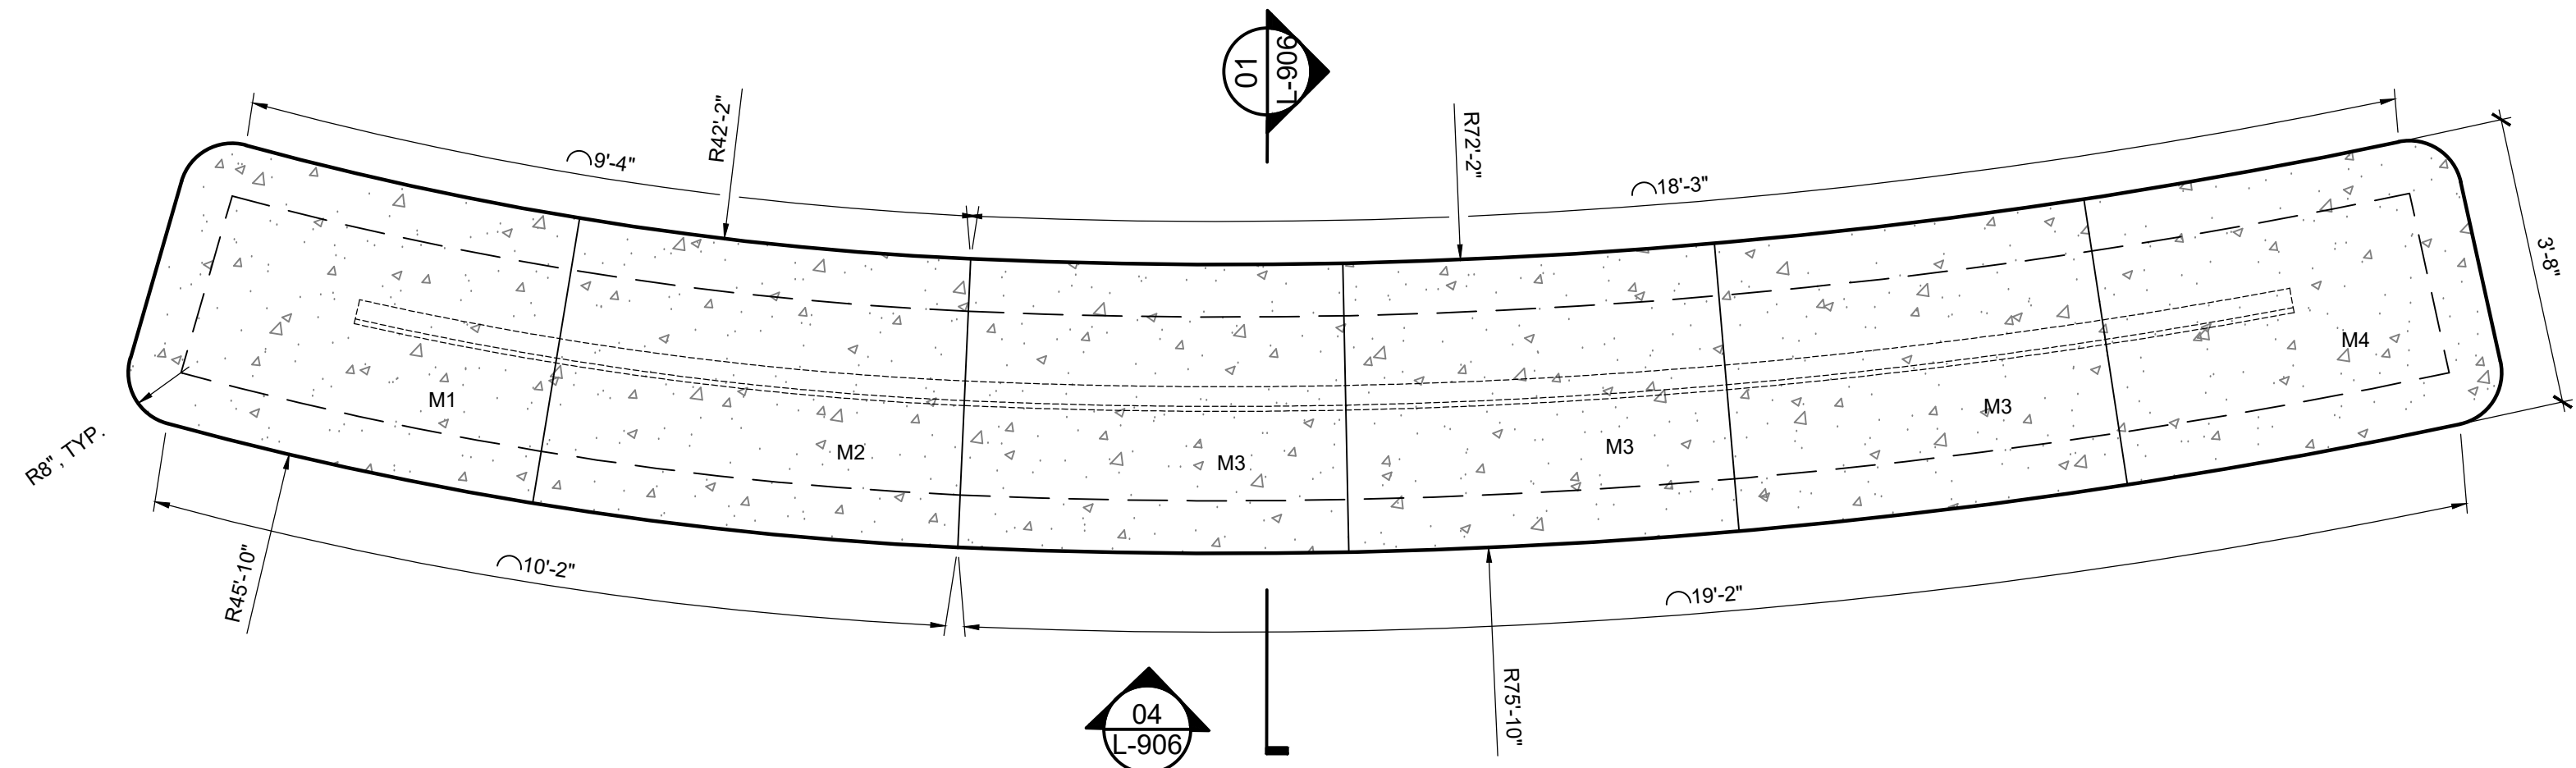 01
L-906
R42'-2"
R72'-2"
9'-4"
18'-3"
3'-8"
M1
M2
M3
M3
M3
M4
R8", TYP.
R45'-10"
10'-2"
19'-2"
R75'-10"
04
L-906